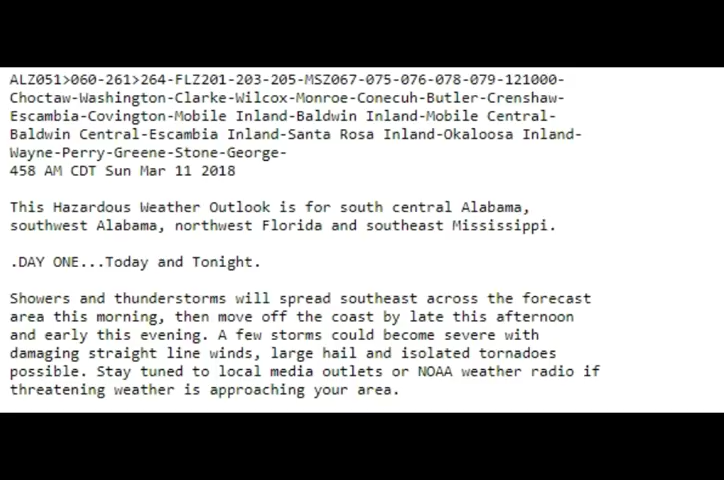 ALZ051>060-261>264-FLZ201-203-205-MSZ067-075-076-078-079-121000-
Choctaw-Washington-Clarke-Wilcox-Monroe-Conecuh-Butler-Crenshaw-
Escambia-Covington-Mobile Inland-Baldwin Inland-Mobile Central-
Baldwin Central-Escambia Inland-Santa Rosa Inland-Okaloosa Inland-
Wayne-Perry-Greene-Stone-George-
458 AM CDT Sun Mar 11 2018
This Hazardous Weather Outlook is for south central Alabama,
southwest Alabama, northwest Florida and southeast Mississippi.
.DAY ONE...Today and Tonight.
Showers and thunderstorms will spread southeast across the forecast
area this morning, then move off the coast by late this afternoon
and early this evening. A few storms could become severe with
damaging straight line winds, large hail and isolated tornadoes
possible. Stay tuned to local media outlets or NOAA weather radio if
threatening weather is approaching your area.